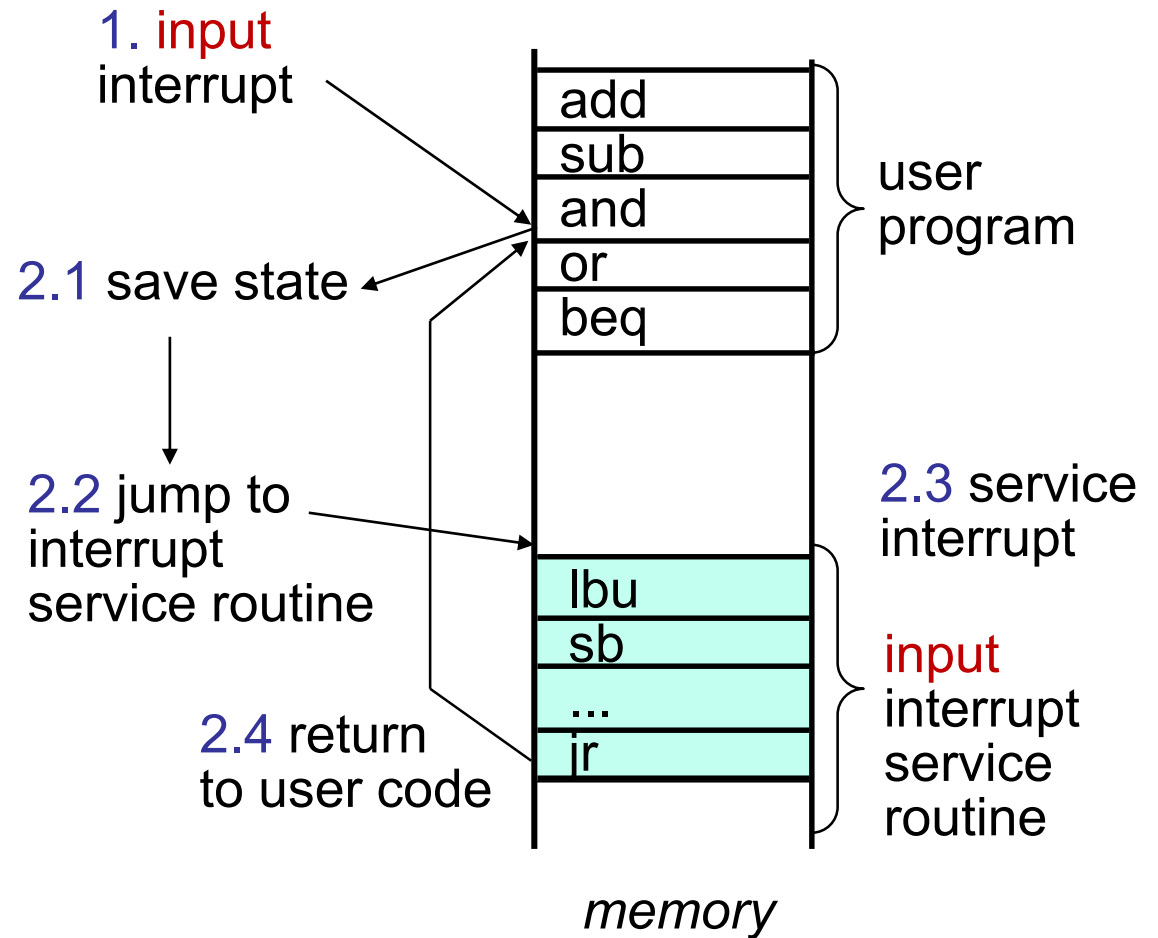 1. input
interrupt
add
sub
and
or
beq
user
program
2.1 save state
2.2 jump to
interrupt
service routine
2.3 service
interrupt
lbu
sb
...
jr
input
interrupt
service
routine
2.4 return
to user code
memory